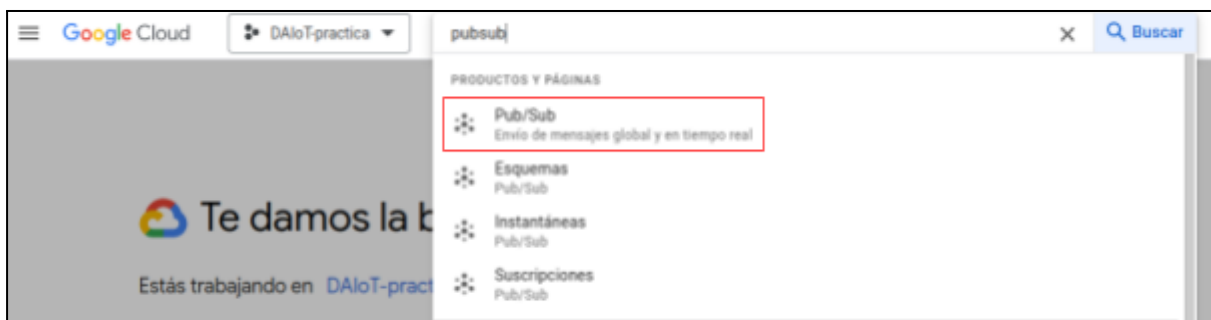 Google Cloud
DAIoT-practica
pubsub
Buscar
PRODUCTOS Y PÁGINAS
Pub/Sub
Envío de mensajes global y en tiempo real
Esquemas
Pub/Sub
Instantáneas
Pub/Sub
Suscripciones
Pub/Sub
Te damos la b
Estás trabajando en DAIoT-pract